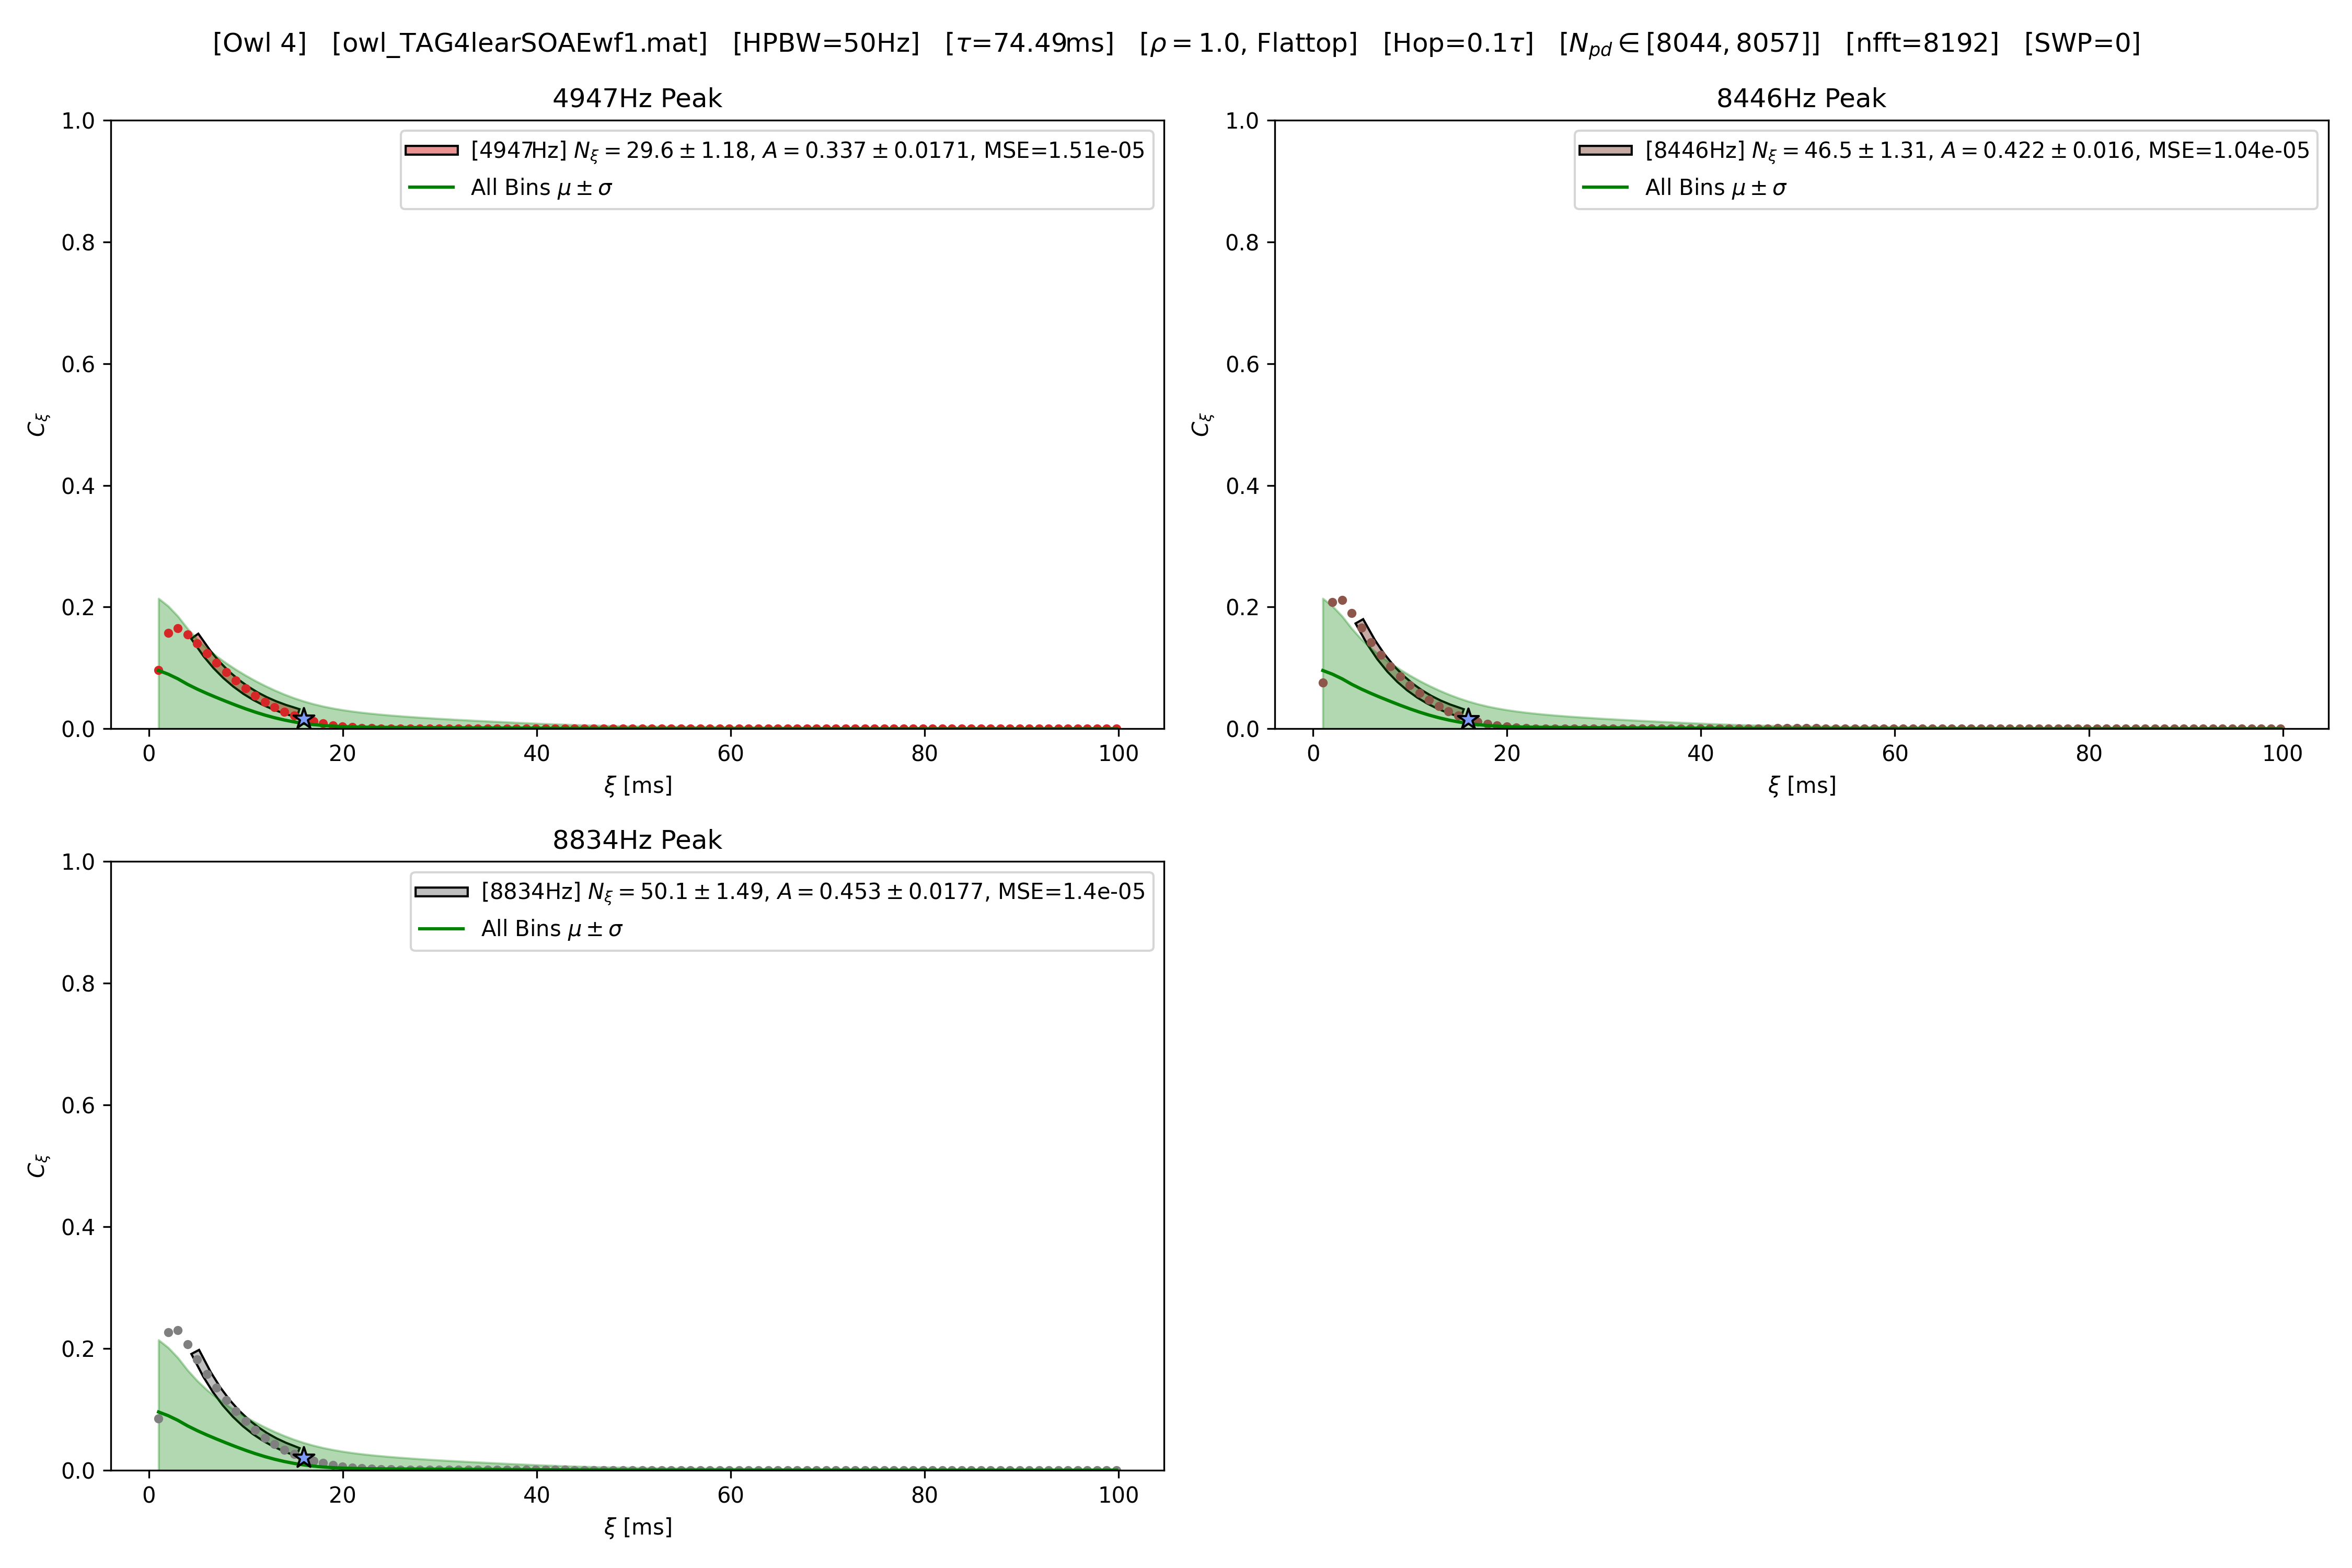 [Owl 4] [owl_TAG4learSOAEwf1.mat] [HPBW=50Hz] [τ=74.49ms] [ρ = 1.0, Flattop] [Hop=0.1τ] [N_pd ∈ [8044, 8057]] [nfft=8192] [SWP=0]
4947Hz Peak
[4947Hz] N_ξ = 29.6 ± 1.18, A = 0.337 ± 0.0171, MSE=1.51e-05
All Bins μ ± σ
1.0
0.8
0.6
0.4
0.2
0.0
C_ξ
0 20 40 60 80 100
ξ [ms]
8446Hz Peak
[8446Hz] N_ξ = 46.5 ± 1.31, A = 0.422 ± 0.016, MSE=1.04e-05
All Bins μ ± σ
1.0
0.8
0.6
0.4
0.2
0.0
C_ξ
0 20 40 60 80 100
ξ [ms]
8834Hz Peak
[8834Hz] N_ξ = 50.1 ± 1.49, A = 0.453 ± 0.0177, MSE=1.4e-05
All Bins μ ± σ
1.0
0.8
0.6
0.4
0.2
0.0
C_ξ
0 20 40 60 80 100
ξ [ms]